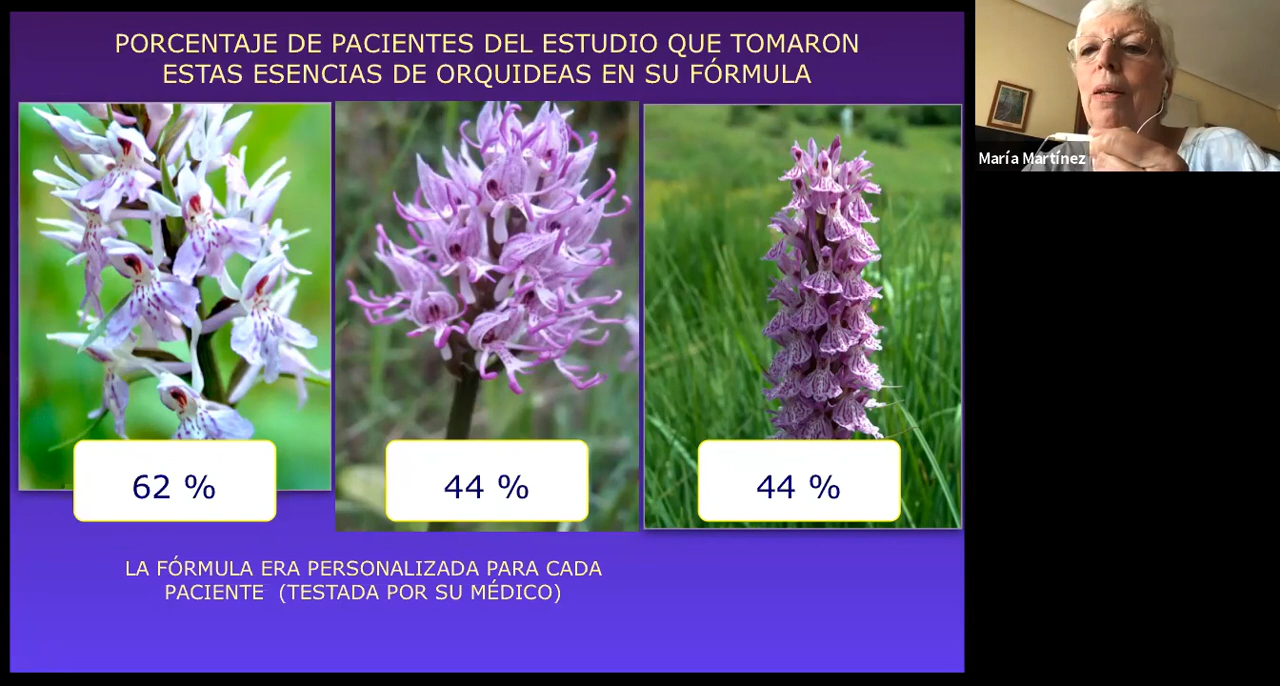 PORCENTAJE DE PACIENTES DEL ESTUDIO QUE TOMARON
ESTAS ESENCIAS DE ORQUIDEAS EN SU FÓRMULA
María Martínez
62 %
44 %
44 %
LA FÓRMULA ERA PERSONALIZADA PARA CADA
PACIENTE (TESTADA POR SU MÉDICO)